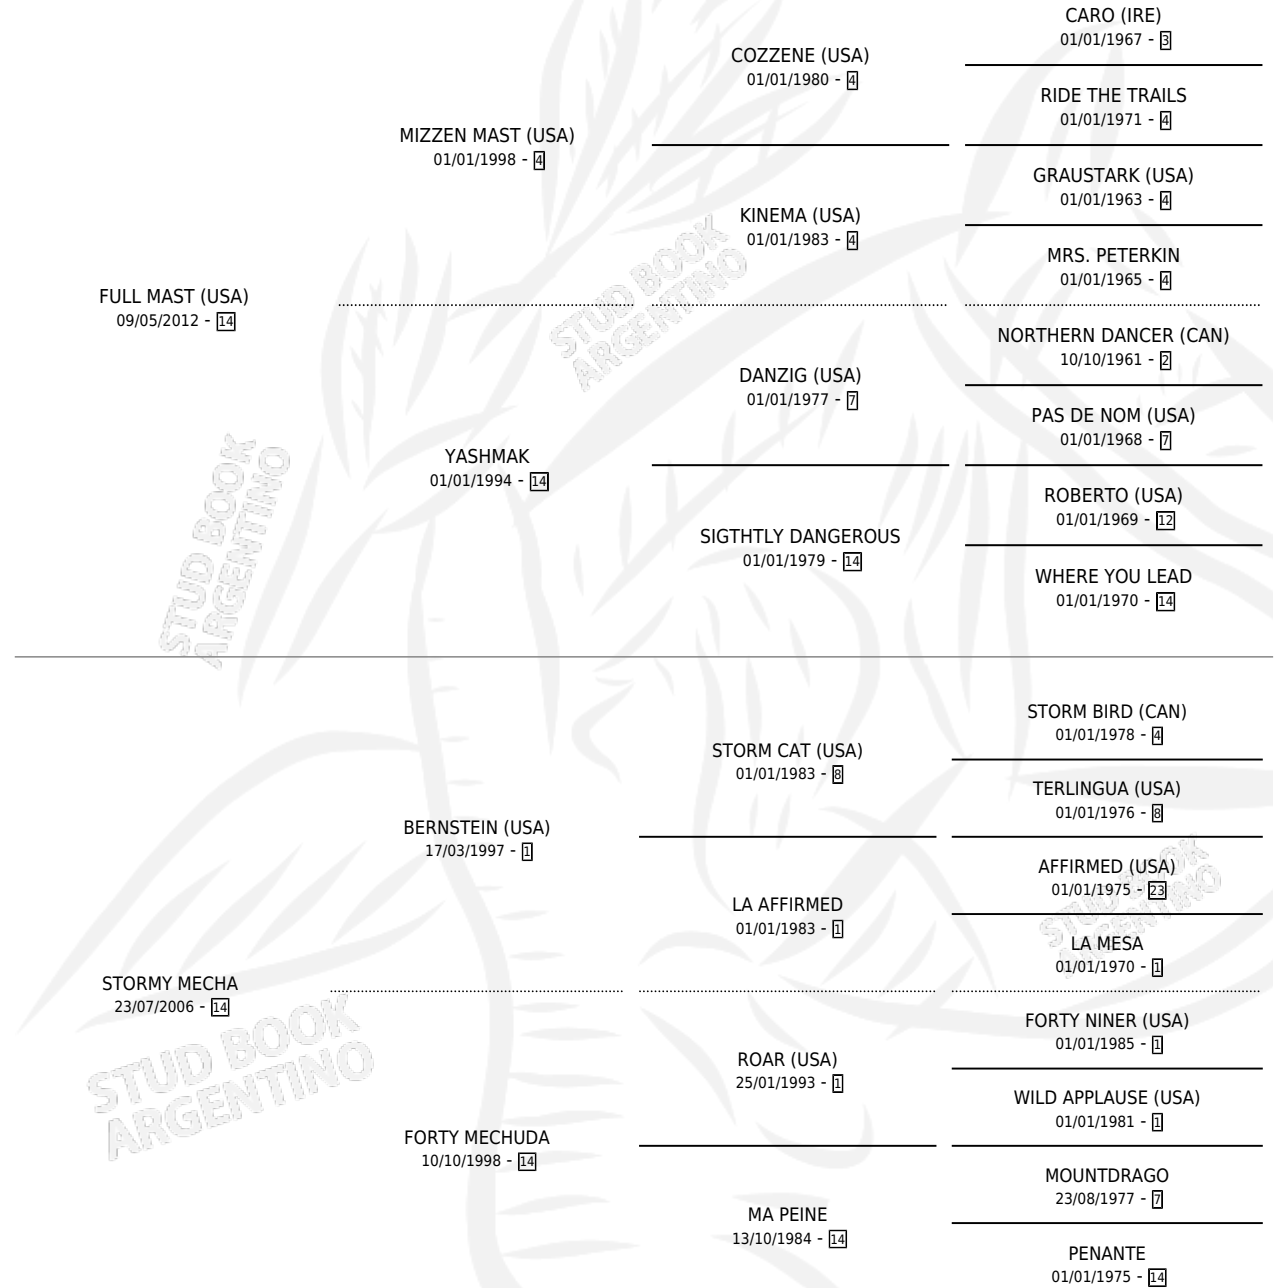 CARO (IRE)
01/01/1967 - 3
COZZENE (USA)
01/01/1980 - 4
RIDE THE TRAILS
01/01/1971 - 4
MIZZEN MAST (USA)
01/01/1998 - 4
GRAUSTARK (USA)
01/01/1963 - 4
KINEMA (USA)
01/01/1983 - 4
MRS. PETERKIN
01/01/1965 - 4
FULL MAST (USA)
09/05/2012 - 14
NORTHERN DANCER (CAN)
10/10/1961 - 2
DANZIG (USA)
01/01/1977 - 7
PAS DE NOM (USA)
01/01/1968 - 7
YASHMAK
01/01/1994 - 14
ROBERTO (USA)
01/01/1969 - 12
SIGTHTLY DANGEROUS
01/01/1979 - 14
WHERE YOU LEAD
01/01/1970 - 14
STORM BIRD (CAN)
01/01/1978 - 4
STORM CAT (USA)
01/01/1983 - 8
TERLINGUA (USA)
01/01/1976 - 8
BERNSTEIN (USA)
17/03/1997 - 1
AFFIRMED (USA)
01/01/1975 - 23
LA AFFIRMED
01/01/1983 - 1
LA MESA
01/01/1970 - 1
STORMY MECHA
23/07/2006 - 14
FORTY NINER (USA)
01/01/1985 - 1
ROAR (USA)
25/01/1993 - 1
WILD APPLAUSE (USA)
01/01/1981 - 1
FORTY MECHUDA
10/10/1998 - 14
MOUNTDRAGO
23/08/1977 - 7
MA PEINE
13/10/1984 - 14
PENANTE
01/01/1975 - 14
STUD BOOK
ARGENTINO
STUD BOOK
ARGENTINO
STUD BOOK
ARGENTINO
STUD BOOK
ARGENTINO